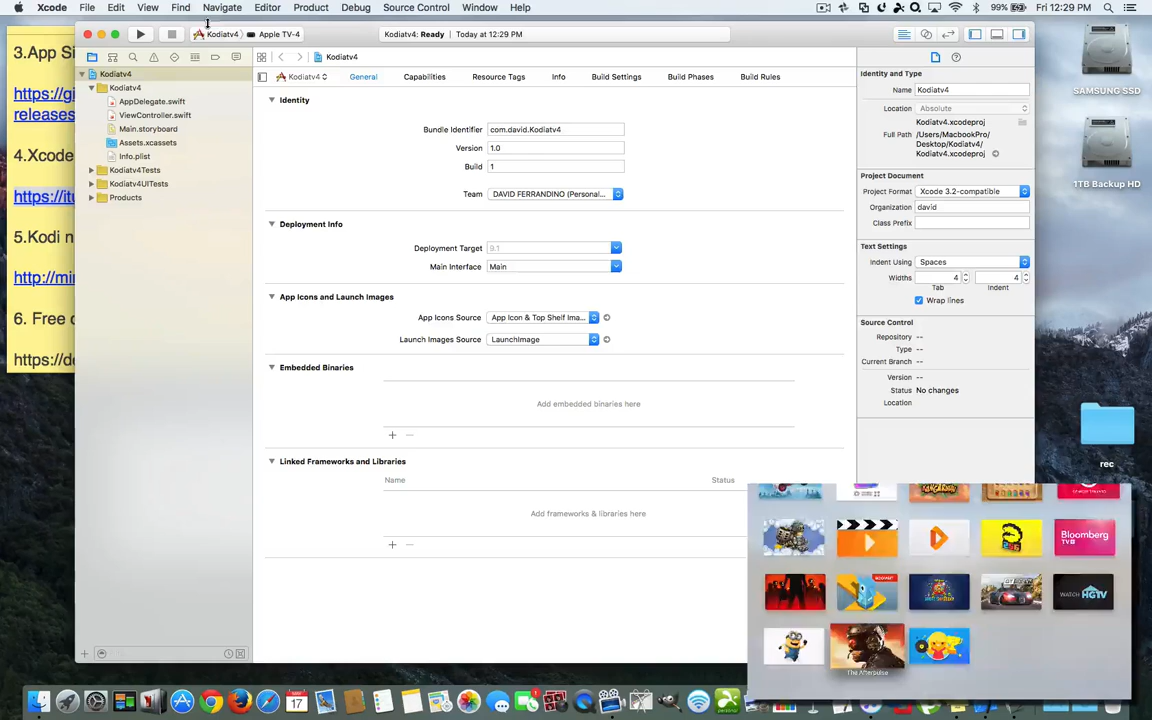 Xcode File Edit View Find Navigate Editor Product Debug Source Control Window Help
Fri 12:29 PM
3.App Si
https://gi
releases
4.Xcode
https://itu
5.Kodi n
http://mir
6. Free d
https://de
Kodiatv4 Apple TV-4
Kodiatv4: Ready Today at 12:29 PM
Kodiatv4
Kodiatv4
AppDelegate.swift
ViewController.swift
Main.storyboard
Assets.xcassets
Info.plist
Kodiatv4Tests
Kodiatv4UITests
Products
Kodiatv4
Kodiatv4 General Capabilities Resource Tags Info Build Settings Build Phases Build Rules
Identity
Bundle Identifier com.david.Kodiatv4
Version 1.0
Build 1
Team DAVID FERRANDINO (Personal...
Deployment Info
Deployment Target 9.1
Main Interface Main
App Icons and Launch Images
App Icons Source App Icon & Top Shelf Ima...
Launch Images Source LaunchImage
Embedded Binaries
Add embedded binaries here
Linked Frameworks and Libraries
Name Status
Add frameworks & libraries here
Identity and Type
Name Kodiatv4
Location Absolute
Kodiatv4.xcodeproj
Full Path /Users/MacbookPro/
Desktop/Kodiatv4/
Kodiatv4.xcodeproj
Project Document
Project Format Xcode 3.2-compatible
Organization david
Class Prefix
Text Settings
Indent Using Spaces
Widths 4 4
Tab Indent
Wrap lines
Source Control
Repository --
Type --
Current Branch --
Version --
Status No changes
Location
SAMSUNG SSD
1TB Backup HD
rec
Bloomberg
TV
WATCH HGTV
The Afterpulse
17